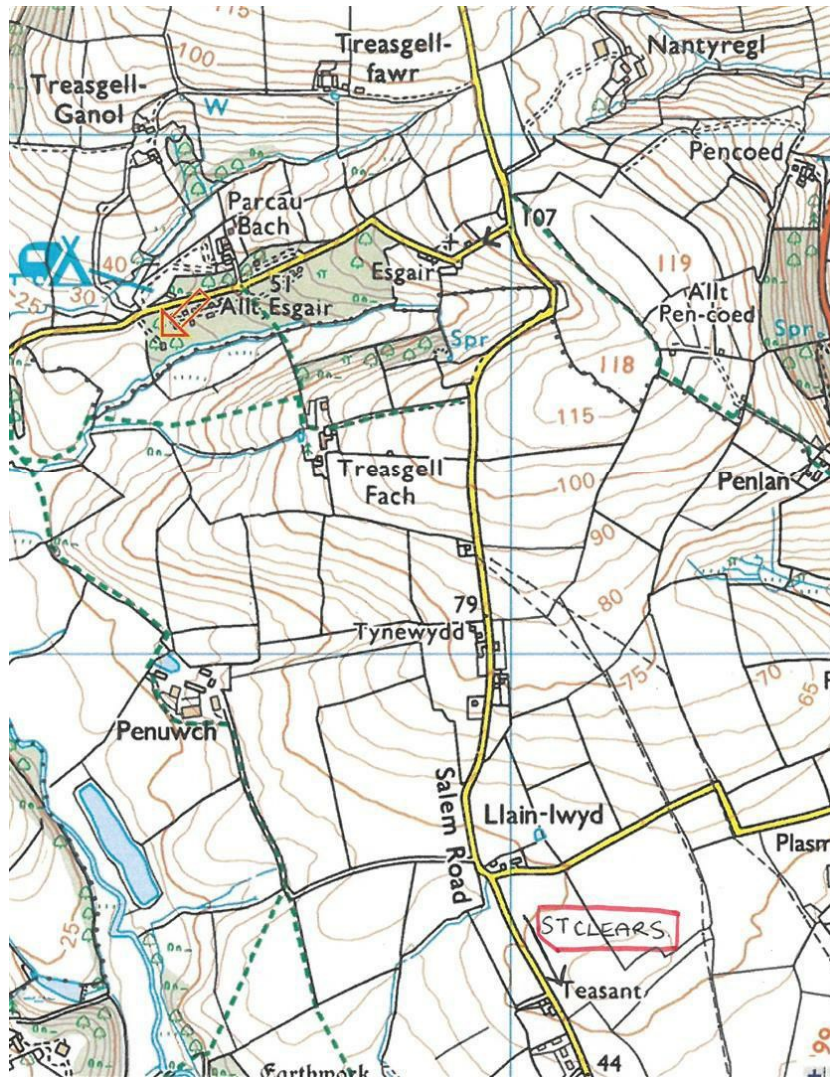 115
Treasgell-
fawr
Nantyregl
100
Treasgell-
Ganol
W
G
Pencoed
Parcau
Bach
107
40
30
25
51
Esgair
119
Allt Esgair
Allt
Pen-coed
Spr
Spr
118
115
Treasgell
Fach
100
Penlan
90
79
80
Tynewydd
75
70
65
Penuwch
Salem Road
Llain-lwyd
Plasm
25
ST CLEARS.
Teasant
44
Earthwork
66